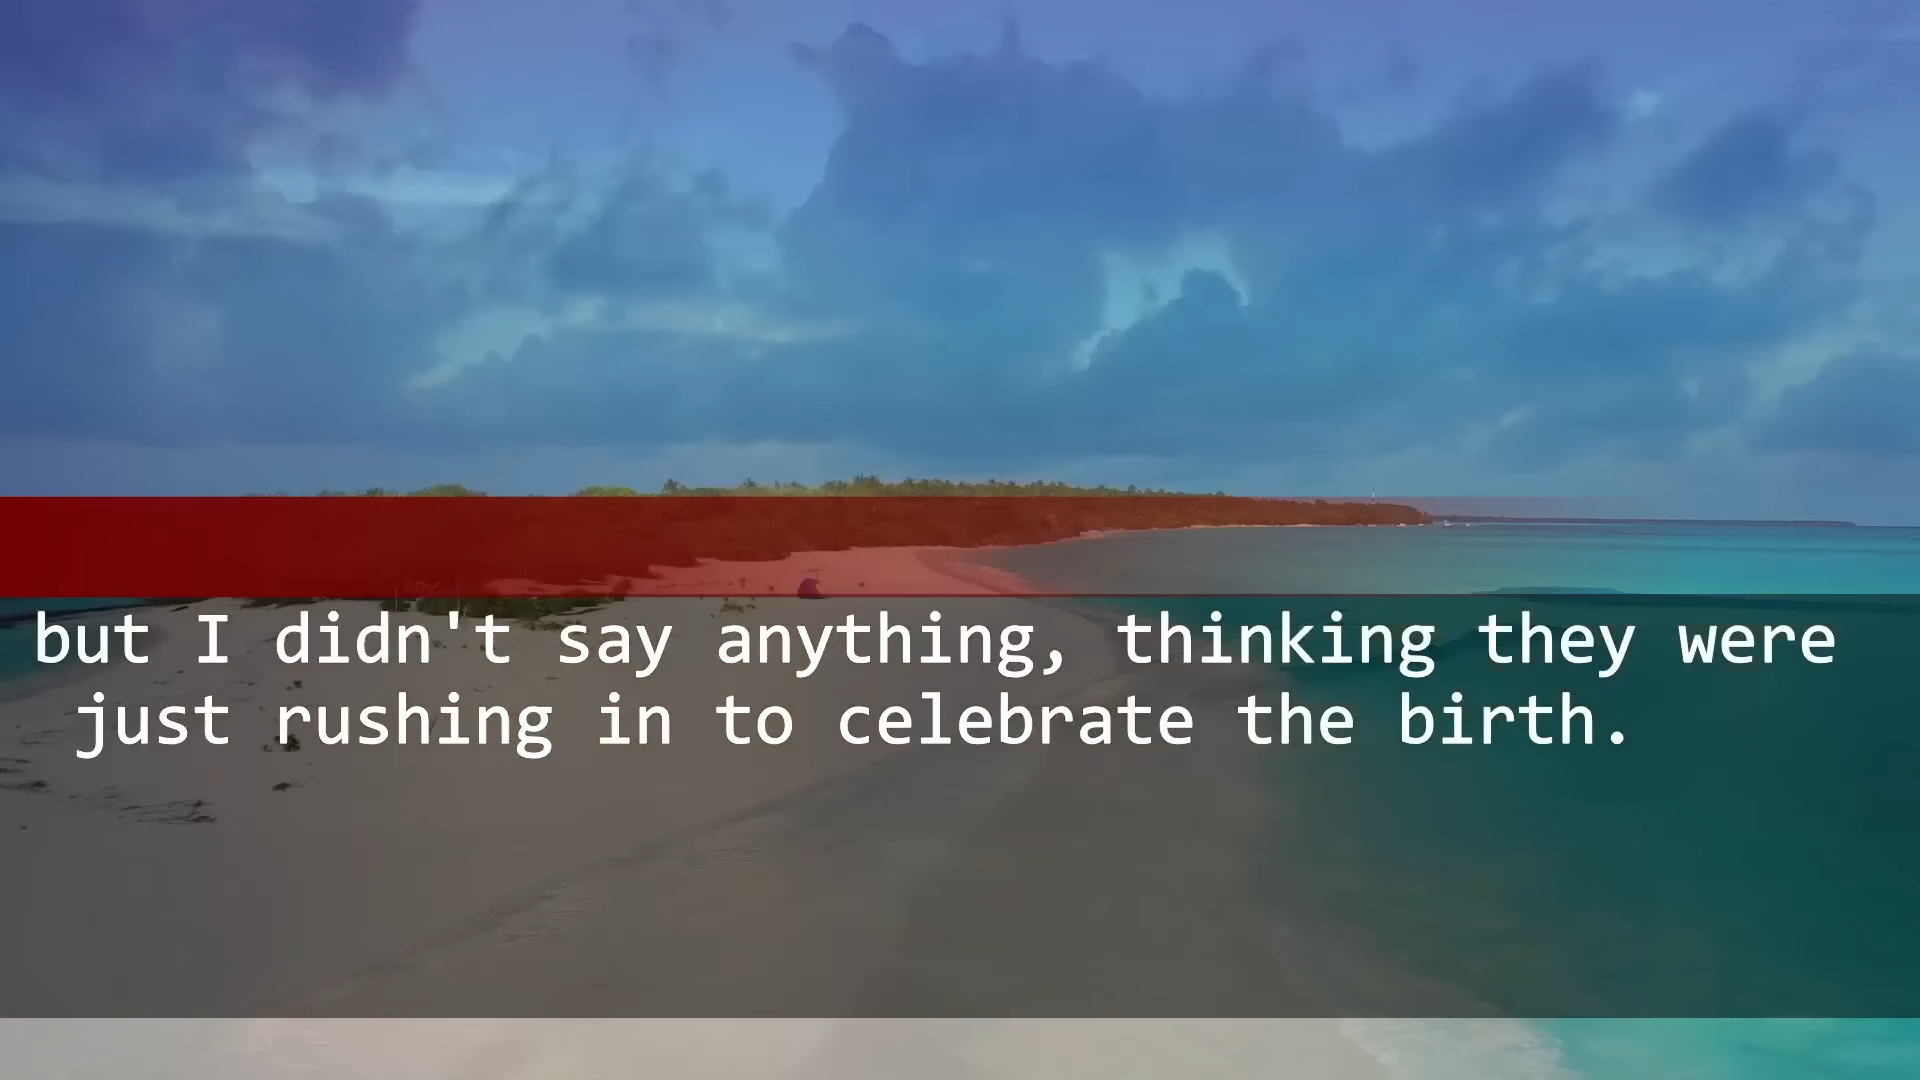 but I didn't say anything, thinking they were
just rushing in to celebrate the birth.